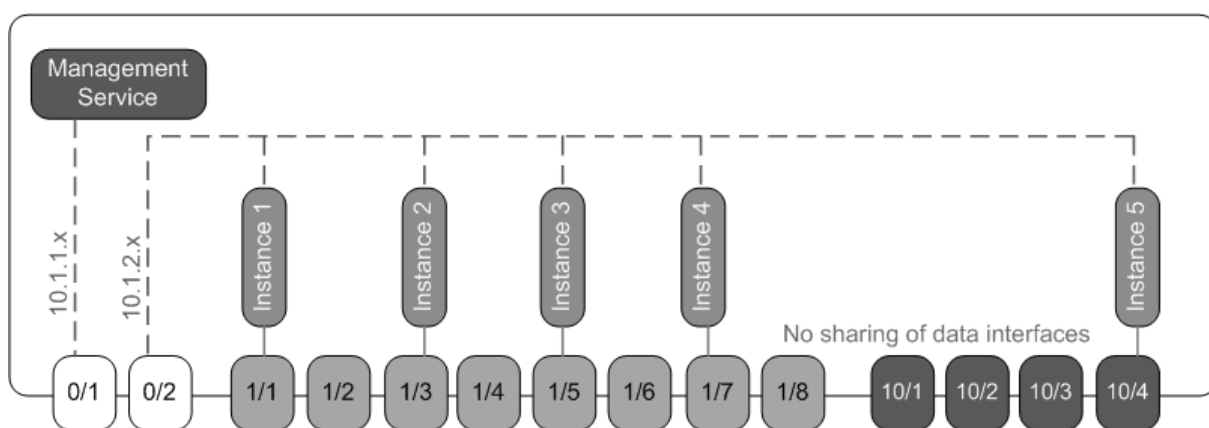 Management
Service
10.1.1.x
10.1.2.x
Instance 1
Instance 2
Instance 3
Instance 4
Instance 5
No sharing of data interfaces
0/1
0/2
1/1
1/2
1/3
1/4
1/5
1/6
1/7
1/8
10/1
10/2
10/3
10/4